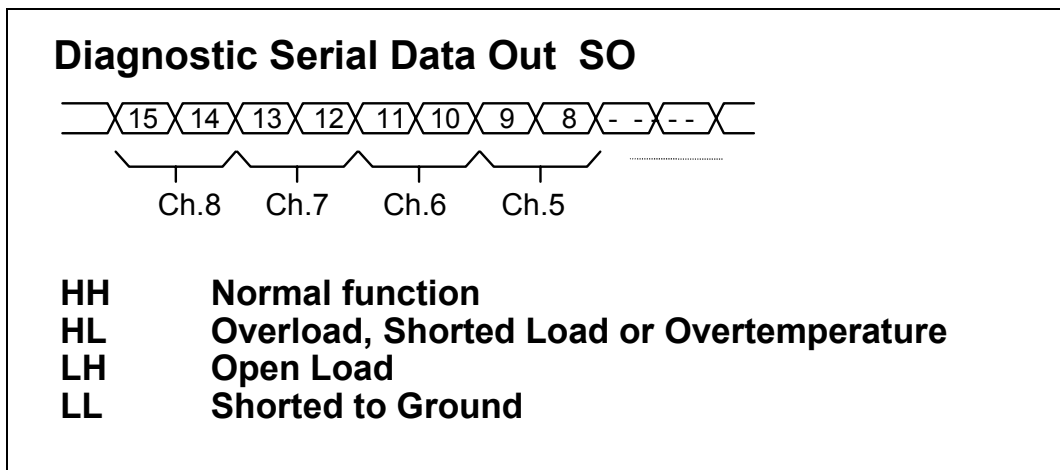 Diagnostic Serial Data Out SO
15 14 13 12 11 10 9 8 - - - -
Ch.8 Ch.7 Ch.6 Ch.5
HH Normal function
HL Overload, Shorted Load or Overtemperature
LH Open Load
LL Shorted to Ground